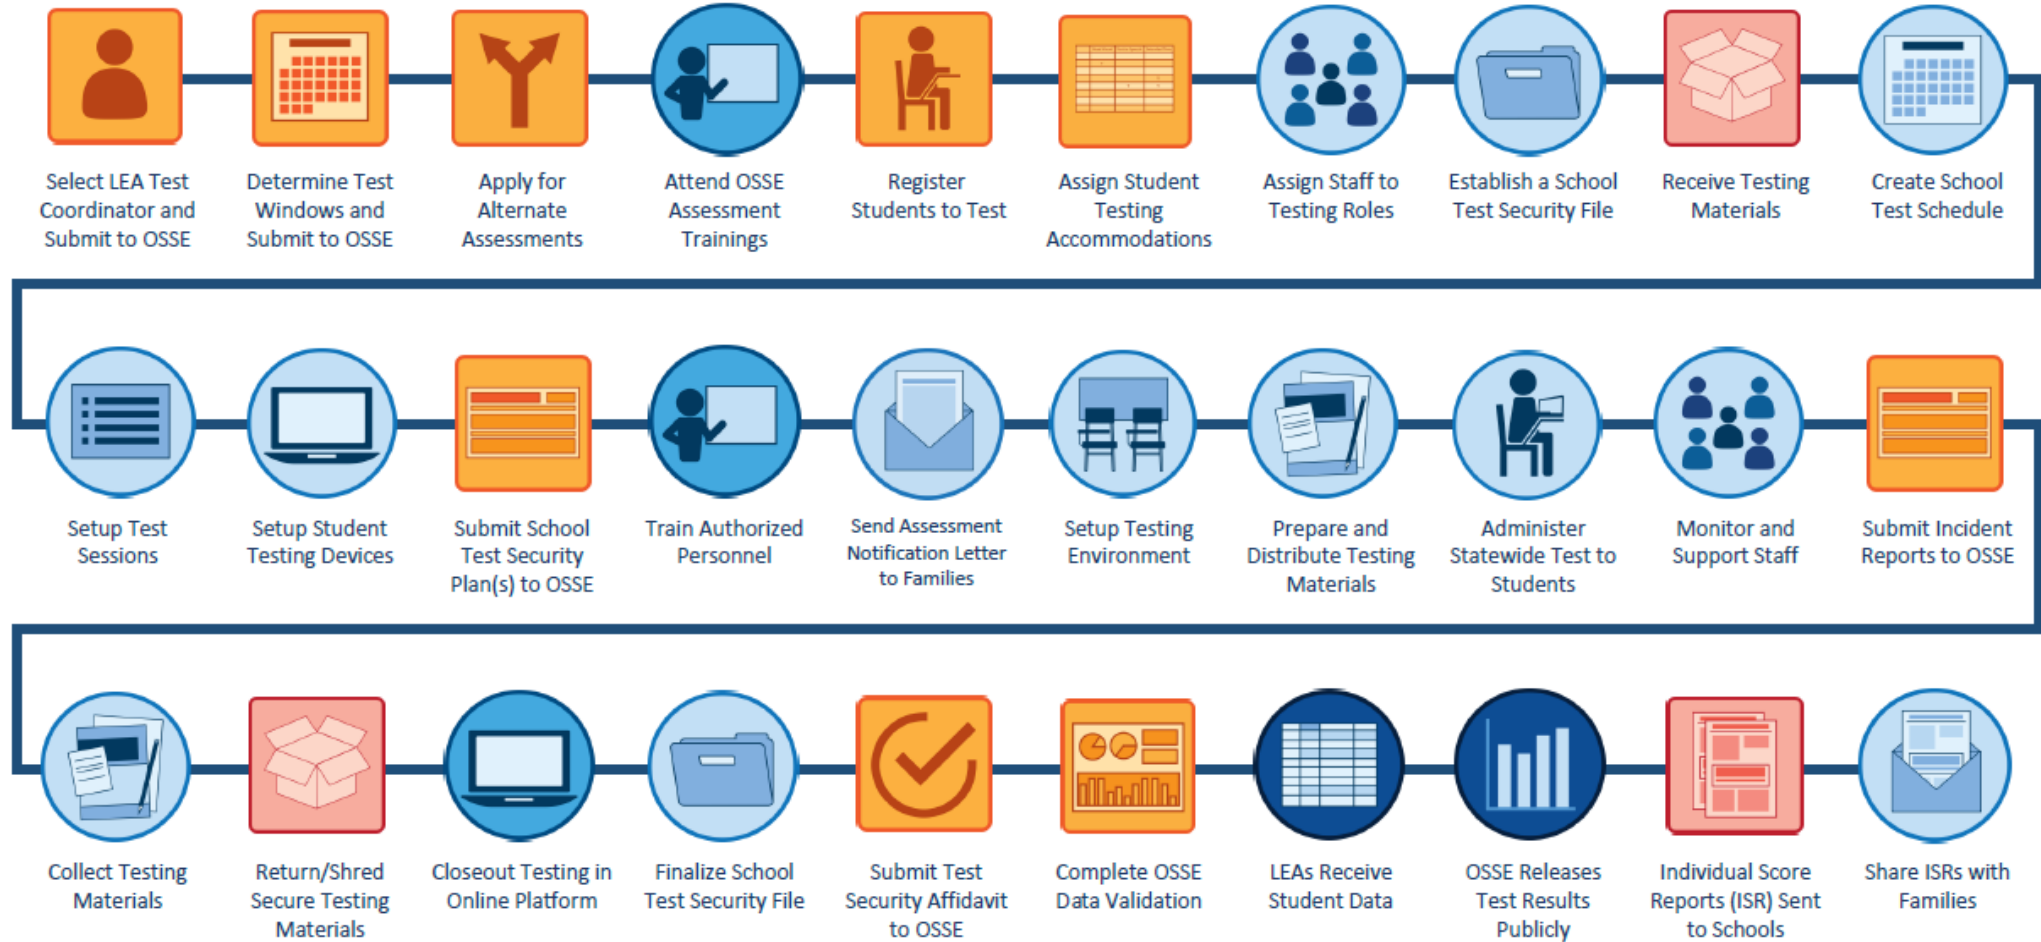 Select LEA Test
Coordinator and
Submit to OSSE
Determine Test
Windows and
Submit to OSSE
Apply for
Alternate
Assessments
Attend OSSE
Assessment
Trainings
Register
Students to Test
Assign Student
Testing
Accommodations
Assign Staff to
Testing Roles
Establish a School
Test Security File
Receive Testing
Materials
Create School
Test Schedule
Setup Test
Sessions
Setup Student
Testing Devices
Submit School
Test Security
Plan(s) to OSSE
Train Authorized
Personnel
Send Assessment
Notification Letter
to Families
Setup Testing
Environment
Prepare and
Distribute Testing
Materials
Administer
Statewide Test to
Students
Monitor and
Support Staff
Submit Incident
Reports to OSSE
Collect Testing
Materials
Return/Shred
Secure Testing
Materials
Closeout Testing in
Online Platform
Finalize School
Test Security File
Submit Test
Security Affidavit
to OSSE
Complete OSSE
Data Validation
LEAs Receive
Student Data
OSSE Releases
Test Results
Publicly
Individual Score
Reports (ISR) Sent
to Schools
Share ISRs with
Families